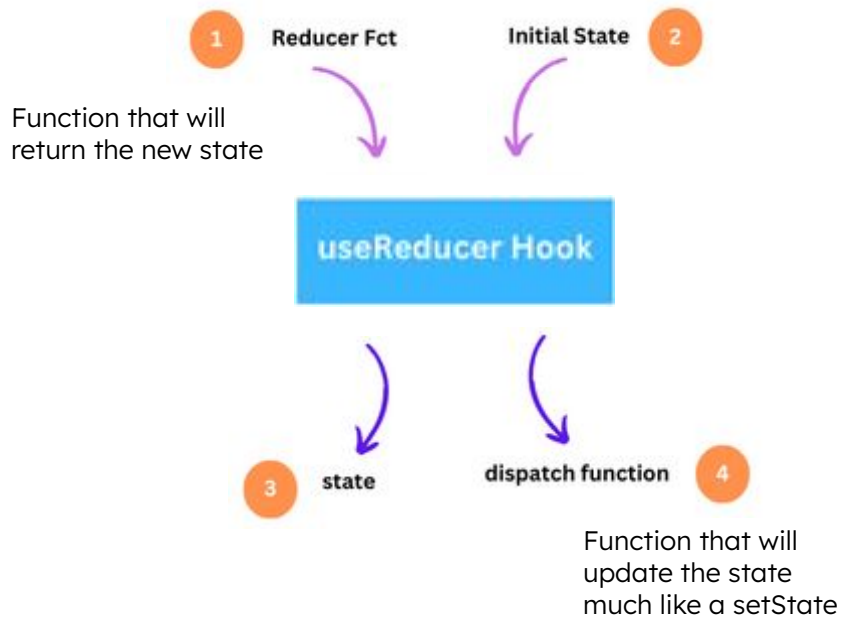 1
Reducer Fct
Initial State
2
Function that will
return the new state
useReducer Hook
3
state
dispatch function
4
Function that will
update the state
much like a setState